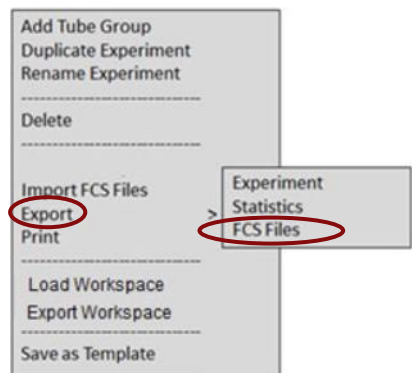 Add Tube Group
Duplicate Experiment
Rename Experiment
Delete
Import FCS Files
Export >
Print
Experiment
Statistics
FCS Files
Load Workspace
Export Workspace
Save as Template